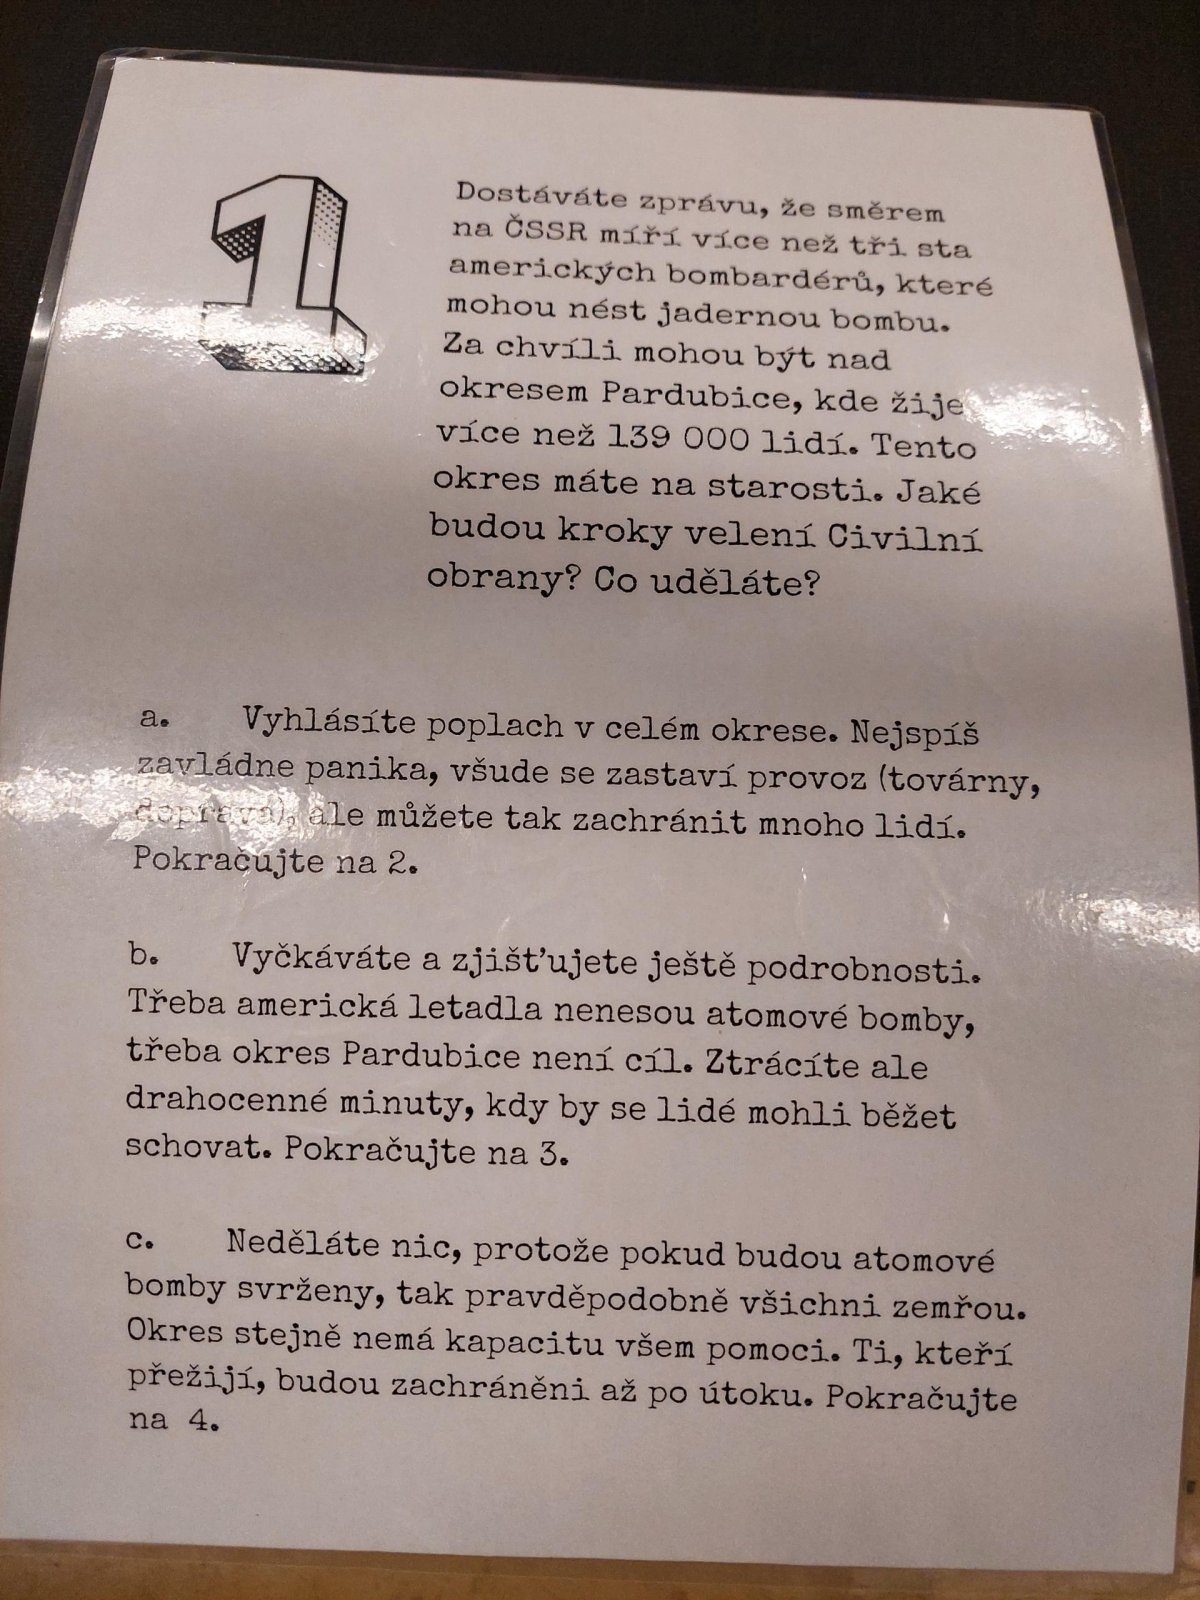 1
Dostáváte zprávu, že směrem
na ČSSR míří více než tři sta
amerických bombardérů, které
mohou nést jadernou bombu.
Za chvíli mohou být nad
okresem Pardubice, kde žije
více než 139 000 lidí. Tento
okres máte na starosti. Jaké
budou kroky velení Civilní
obrany? Co uděláte?
a. Vyhlásíte poplach v celém okrese. Nejspíš
zavládne panika, všude se zastaví provoz (továrny,
doprava), ale můžete tak zachránit mnoho lidí.
Pokračujte na 2.
b. Vyčkáváte a zjišťujete ještě podrobnosti.
Třeba americká letadla nenesou atomové bomby,
třeba okres Pardubice není cíl. Ztrácíte ale
drahocenné minuty, kdy by se lidé mohli běžet
schovat. Pokračujte na 3.
c. Neděláte nic, protože pokud budou atomové
bomby svrženy, tak pravděpodobně všichni zemřou.
Okres stejně nemá kapacitu všem pomoci. Ti, kteří
přežijí, budou zachráněni až po útoku. Pokračujte
na 4.